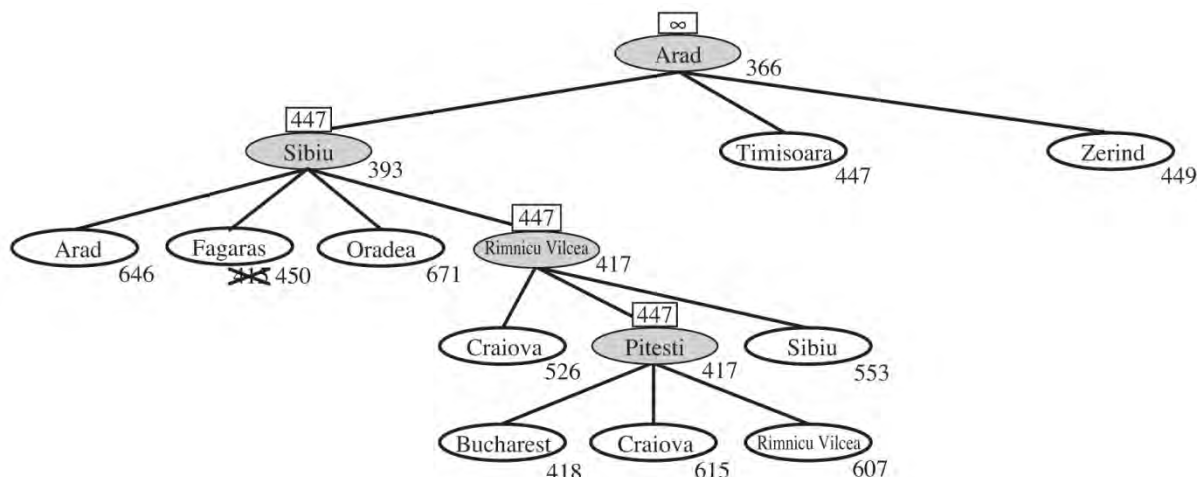 ∞
Arad
366
447
Sibiu
393
Timisoara
447
Zerind
449
Arad
646
Fagaras
415 450
Oradea
671
447
Rimnicu Vilcea
417
Craiova
526
447
Pitesti
417
Sibiu
553
Bucharest
418
Craiova
615
Rimnicu Vilcea
607